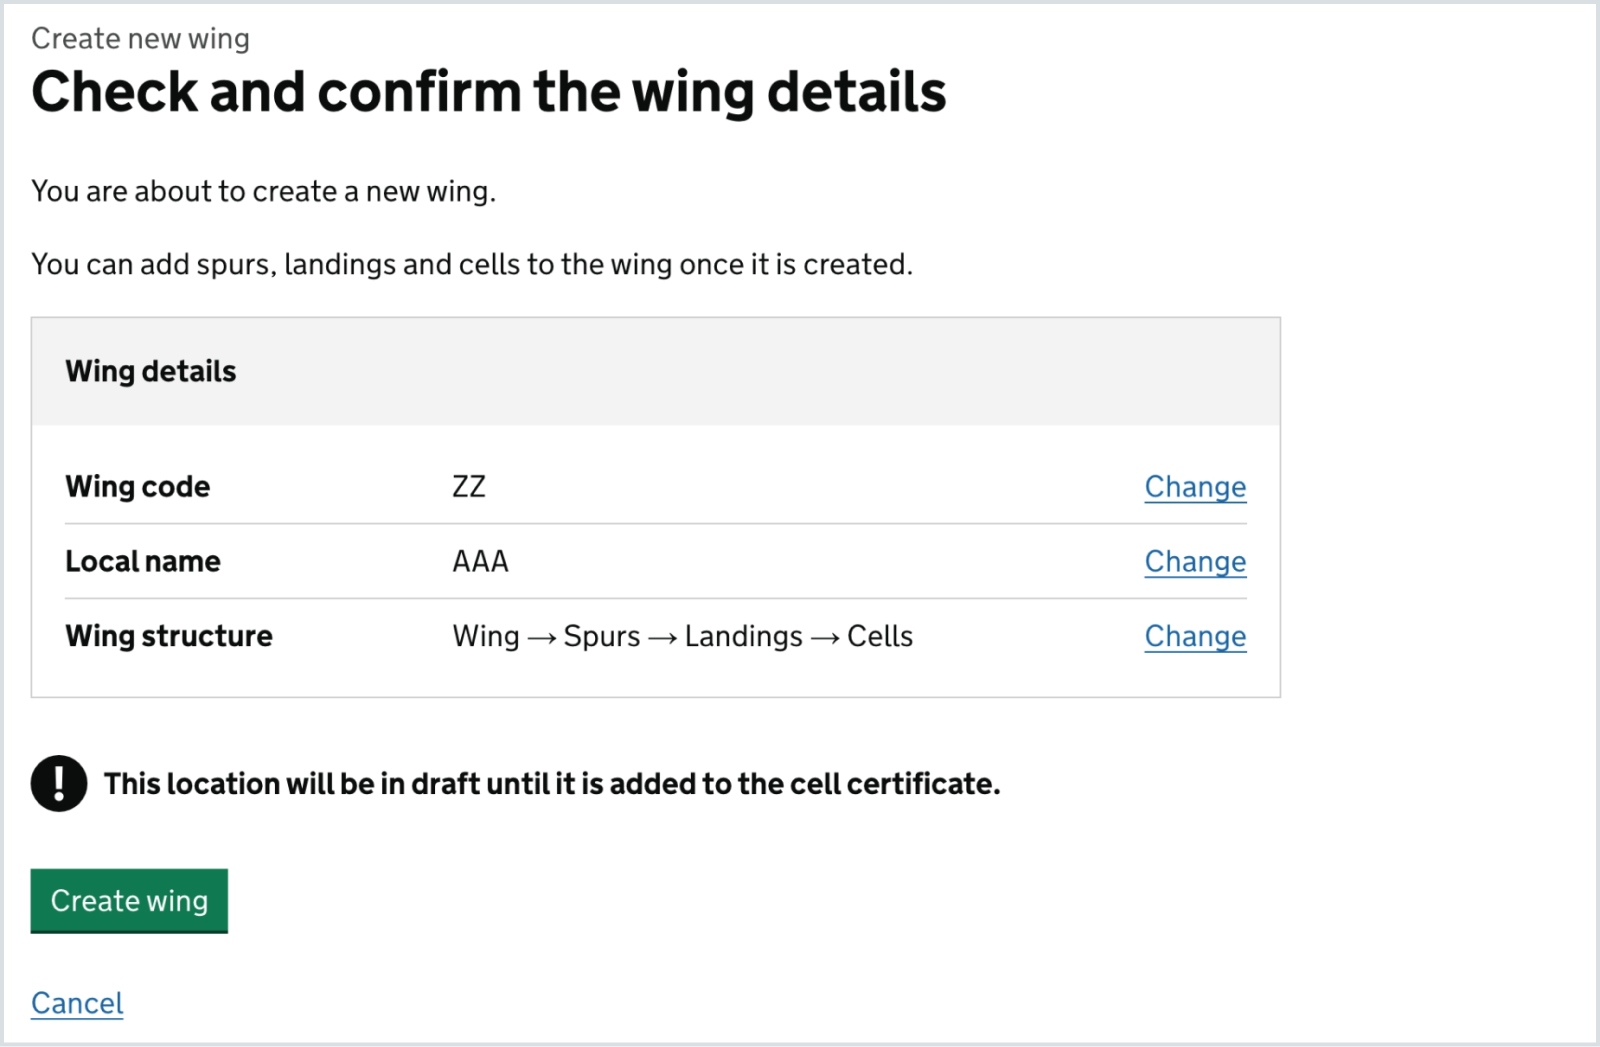 Create new wing
Check and confirm the wing details
You are about to create a new wing.
You can add spurs, landings and cells to the wing once it is created.
Wing details
Wing code ZZ Change
Local name AAA Change
Wing structure Wing → Spurs → Landings → Cells Change
! This location will be in draft until it is added to the cell certificate.
Create wing
Cancel